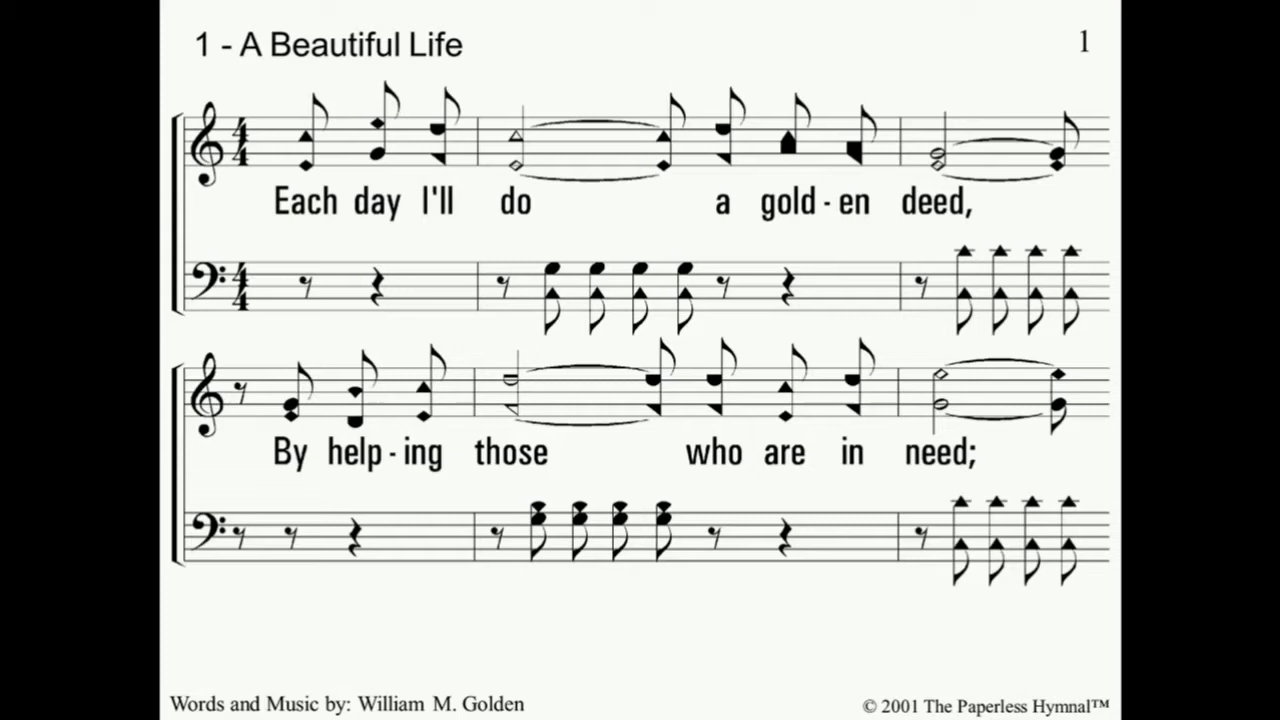 1 - A Beautiful Life
1
Each day I'll do a gold - en deed,
By help - ing those who are in need;
Words and Music by: William M. Golden
© 2001 The Paperless Hymnal™